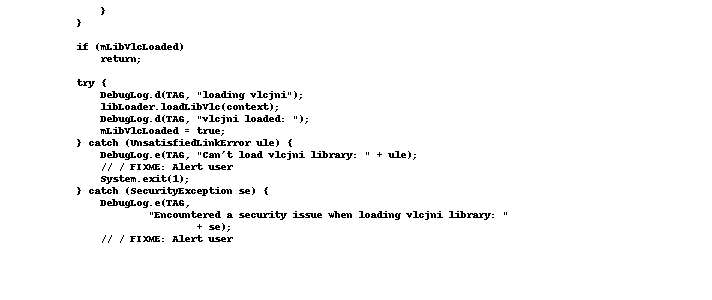 }
}
if (mLibVlcLoaded)
return;
try {
DebugLog.d(TAG, "loading vlcjni");
libLoader.loadLibVlc(context);
DebugLog.d(TAG, "vlcjni loaded: ");
mLibVlcLoaded = true;
} catch (UnsatisfiedLinkError ule) {
DebugLog.e(TAG, "Can't load vlcjni library: " + ule);
// / FIXME: Alert user
System.exit(1);
} catch (SecurityException se) {
DebugLog.e(TAG,
"Encountered a security issue when loading vlcjni library: "
+ se);
// / FIXME: Alert user